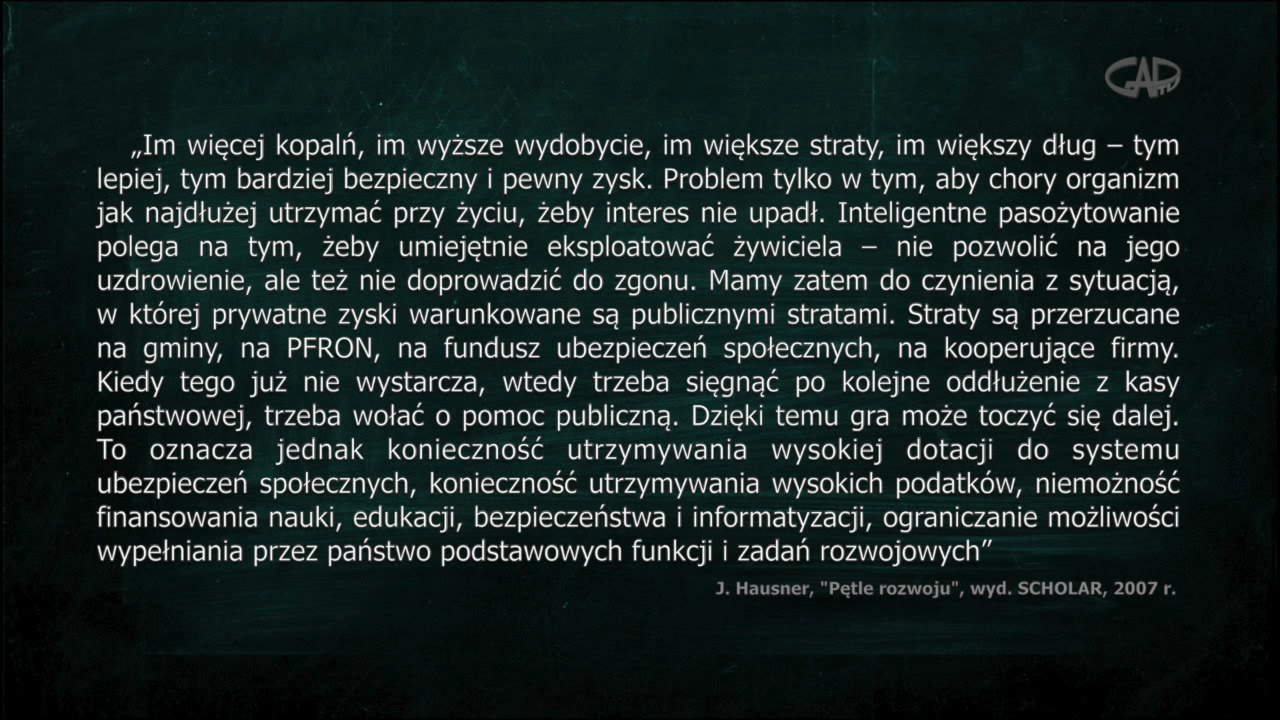 GAP TV
„Im więcej kopalń, im wyższe wydobycie, im większe straty, im większy dług – tym
lepiej, tym bardziej bezpieczny i pewny zysk. Problem tylko w tym, aby chory organizm
jak najdłużej utrzymać przy życiu, żeby interes nie upadł. Inteligentne pasożytowanie
polega na tym, żeby umiejętnie eksploatować żywiciela – nie pozwolić na jego
uzdrowienie, ale też nie doprowadzić do zgonu. Mamy zatem do czynienia z sytuacją,
w której prywatne zyski warunkowane są publicznymi stratami. Straty są przerzucane
na gminy, na PFRON, na fundusz ubezpieczeń społecznych, na kooperujące firmy.
Kiedy tego już nie wystarcza, wtedy trzeba sięgnąć po kolejne oddłużenie z kasy
państwowej, trzeba wołać o pomoc publiczną. Dzięki temu gra może toczyć się dalej.
To oznacza jednak konieczność utrzymywania wysokiej dotacji do systemu
ubezpieczeń społecznych, konieczność utrzymywania wysokich podatków, niemożność
finansowania nauki, edukacji, bezpieczeństwa i informatyzacji, ograniczanie możliwości
wypełniania przez państwo podstawowych funkcji i zadań rozwojowych”
J. Hausner, "Pętle rozwoju", wyd. SCHOLAR, 2007 r.